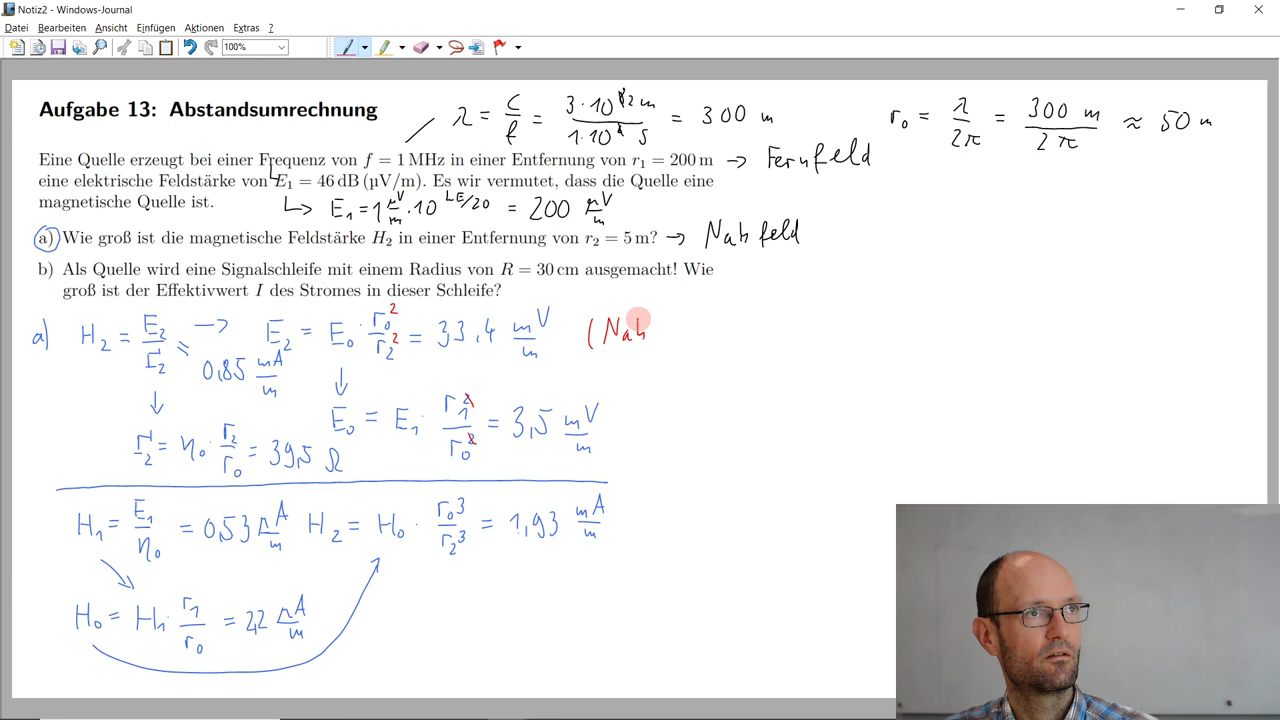 Notiz2 - Windows-Journal
Datei Bearbeiten Ansicht Einfügen Aktionen Extras ?
100%
Aufgabe 13: Abstandsumrechnung
λ = c/f = 3·10⁸ m / 1·10⁶ s = 300 m
r₀ = λ/2π = 300 m / 2π ≈ 50 m
Eine Quelle erzeugt bei einer Frequenz von f = 1 MHz in einer Entfernung von r₁ = 200 m → Fernfeld
eine elektrische Feldstärke von E₁ = 46 dB (µV/m). Es wir vermutet, dass die Quelle eine
magnetische Quelle ist.
↳ E₁ = 1 µV/m · 10^(LE/20) = 200 µV/m
a) Wie groß ist die magnetische Feldstärke H₂ in einer Entfernung von r₂ = 5 m? → Nahfeld
b) Als Quelle wird eine Signalschleife mit einem Radius von R = 30 cm ausgemacht! Wie
groß ist der Effektivwert I des Stromes in dieser Schleife?
a) H₂ = E₂/Γ₂ = 0,85 mA/m → E₂ = E₀ · r₀²/r₂² = 33,4 mV/m (Nah
E₀ = E₁ · r₁/r₀ = 3,5 mV/m
Γ₂ = η₀ · r₂/r₀ = 39,5 Ω
H₁ = E₁/η₀ = 0,53 µA/m H₂ = H₀ · r₀³/r₂³ = 1,93 mA/m
H₀ = H₁ · r₁/r₀ = 2,2 µA/m